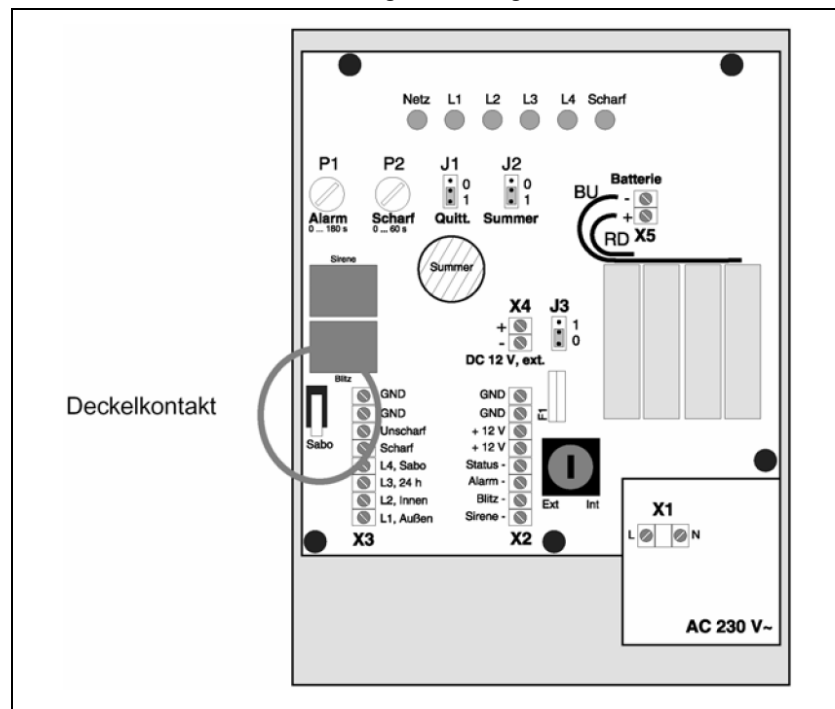 Netz L1 L2 L3 L4 Scharf
P1 P2 J1 J2
0 0
1 1
Alarm Scharf Quitt. Summer
0 ... 180 s 0 ... 60 s
Batterie
BU -
+
RD X5
Sirene
Summer
X4 J3
+ 1
- 0
DC 12 V, ext.
Blitz
Deckelkontakt
Sabo
GND
GND
Unscharf
Scharf
L4, Sabo
L3, 24 h
L2, Innen
L1, Außen
X3
GND
GND
+ 12 V
+ 12 V
Status -
Alarm -
Blitz -
Sirene -
X2
F1
Ext Int
X1
L N
AC 230 V~